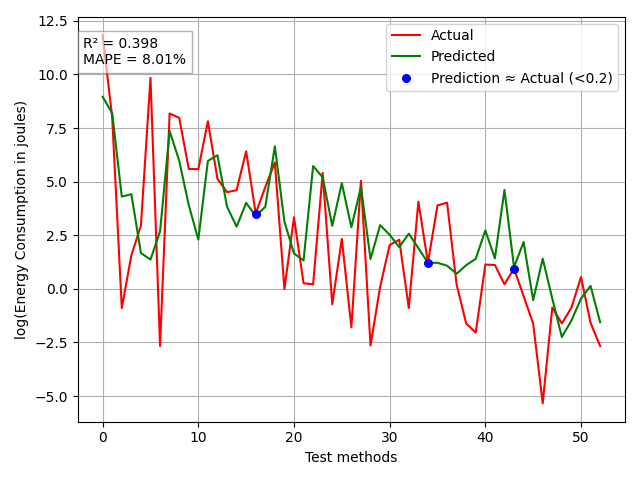 12.5
10.0
7.5
5.0
2.5
0.0
−2.5
−5.0
log(Energy Consumption in joules)
R² = 0.398
MAPE = 8.01%
Actual
Predicted
Prediction ≈ Actual (<0.2)
0 10 20 30 40 50
Test methods